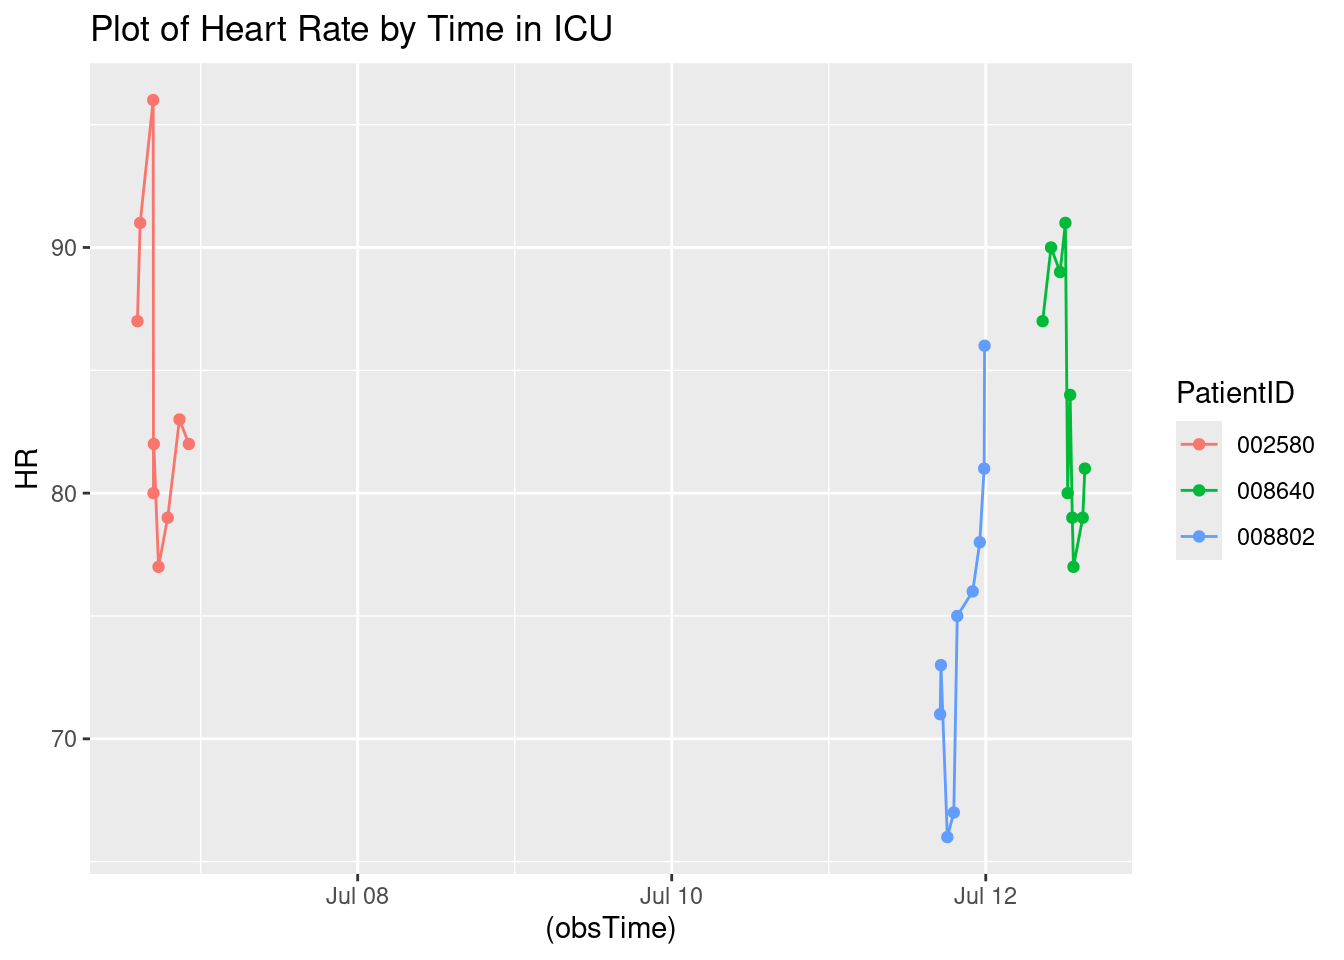 Plot of Heart Rate by Time in ICU
HR
90
80
70
Jul 08
Jul 10
Jul 12
(obsTime)
PatientID
002580
008640
008802